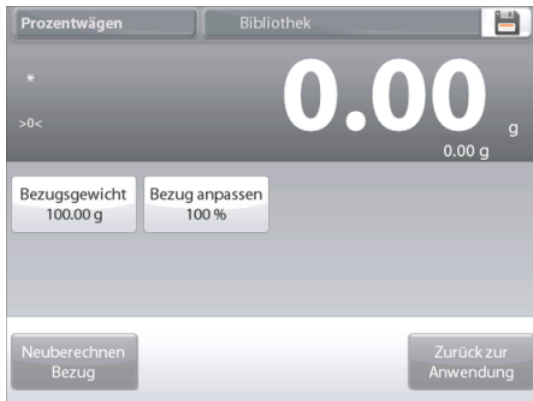 Prozentwägen
Bibliothek
*
0.00
>0<
g
0.00 g
Bezugsgewicht
100.00 g
Bezug anpassen
100 %
Neuberechnen
Bezug
Zurück zur
Anwendung